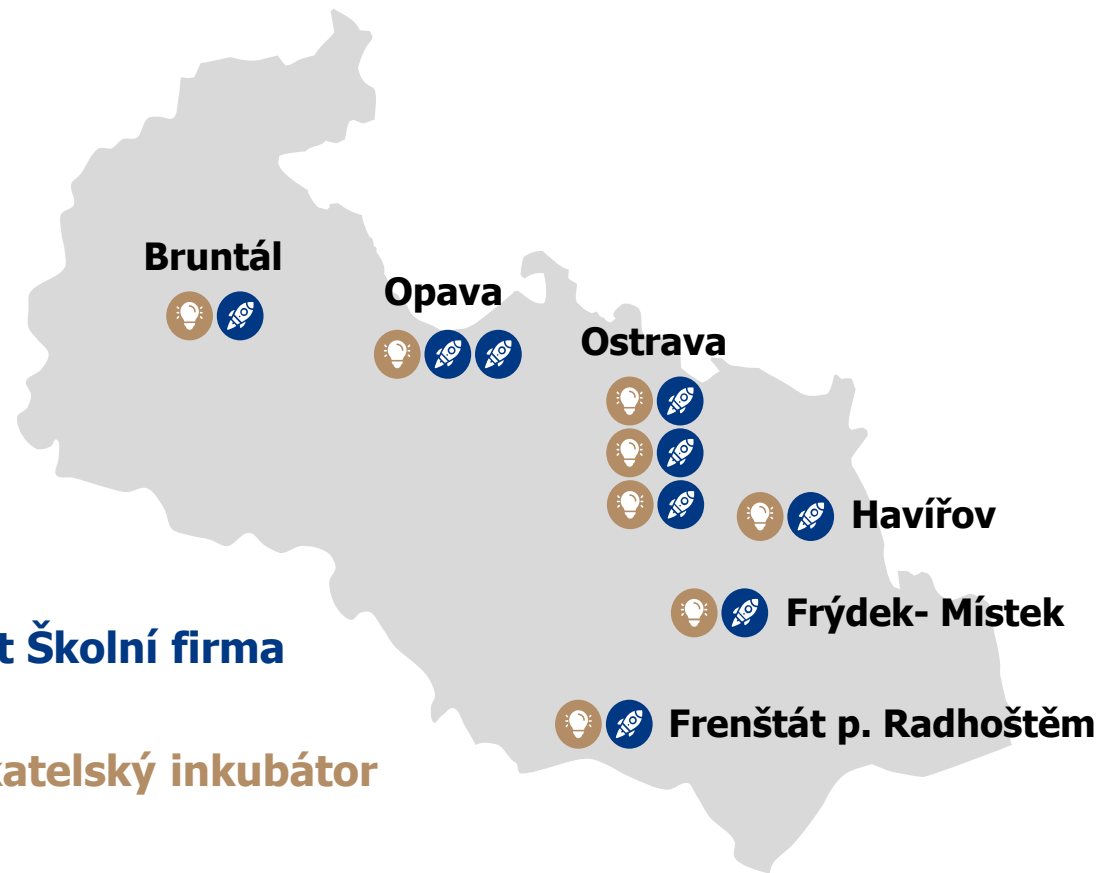 Bruntál
Opava
Ostrava
Havířov
Frýdek- Místek
t Školní firma
Frenštát p. Radhoštěm
katelský inkubátor